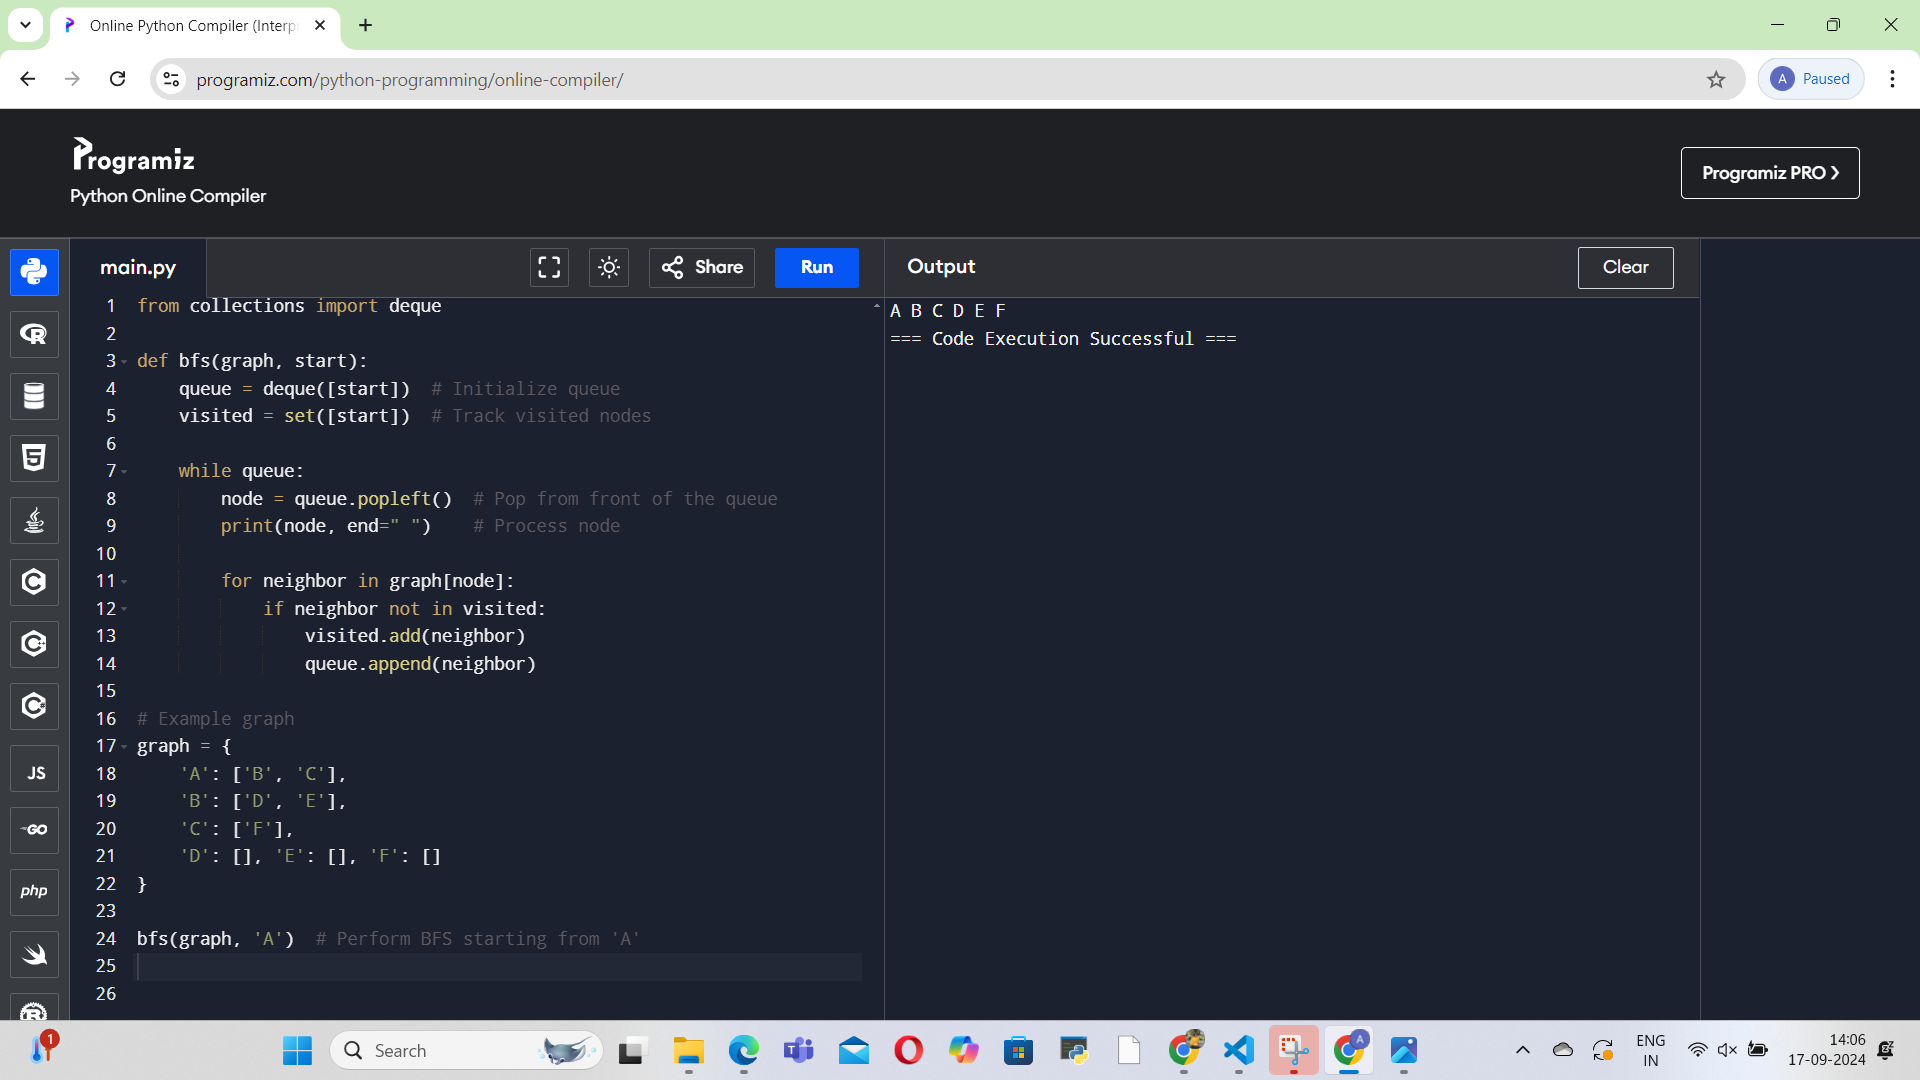 Online Python Compiler (Interp
programiz.com/python-programming/online-compiler/
A Paused
Programiz
Python Online Compiler
Programiz PRO ❯
main.py
Share
Run
Output
Clear
1 from collections import deque
2
3 def bfs(graph, start):
4     queue = deque([start])  # Initialize queue
5     visited = set([start])  # Track visited nodes
6
7     while queue:
8         node = queue.popleft()  # Pop from front of the queue
9         print(node, end=" ")    # Process node
10
11         for neighbor in graph[node]:
12             if neighbor not in visited:
13                 visited.add(neighbor)
14                 queue.append(neighbor)
15
16 # Example graph
17 graph = {
18     'A': ['B', 'C'],
19     'B': ['D', 'E'],
20     'C': ['F'],
21     'D': [], 'E': [], 'F': []
22 }
23
24 bfs(graph, 'A')  # Perform BFS starting from 'A'
25
26
A B C D E F
=== Code Execution Successful ===
R
5
C
C
C
JS
GO
php
R
1
Search
A
ENG
IN
14:06
17-09-2024